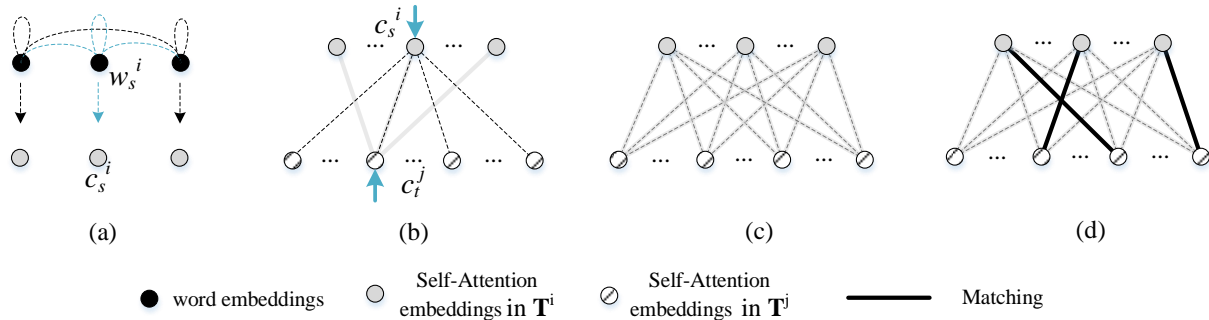 c_s^i
... ...
... ...
... ...
w_s^i
... ... ...
... ... ...
... ... ...
c_s^i
c_t^j
(a)
(b)
(c)
(d)
word embeddings
Self-Attention
embeddings in T^i
Self-Attention
embeddings in T^j
Matching